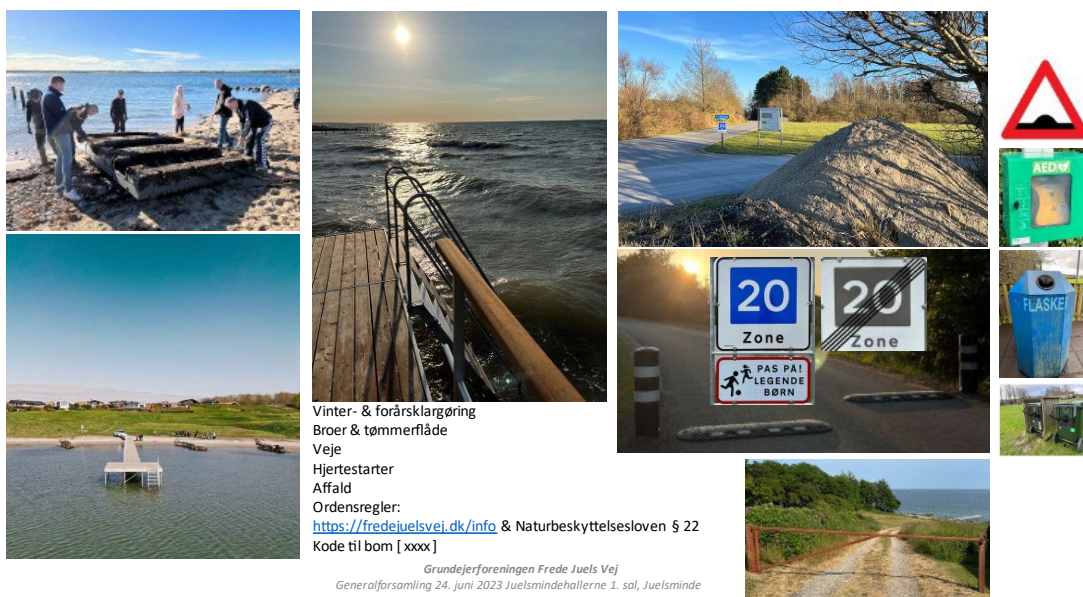 AED
20
Zone
20
Zone
PAS PÅ!
LEGENDE
BØRN
FLASKER
Vinter- & forårsklargøring
Broer & tømmerflåde
Veje
Hjertestarter
Affald
Ordensregler:
https://fredejuelsvej.dk/info & Naturbeskyttelsesloven § 22
Kode til bom [ xxxx ]
Grundejerforeningen Frede Juels Vej
Generalforsamling 24. juni 2023 Juelsmindehallerne 1. sal, Juelsminde